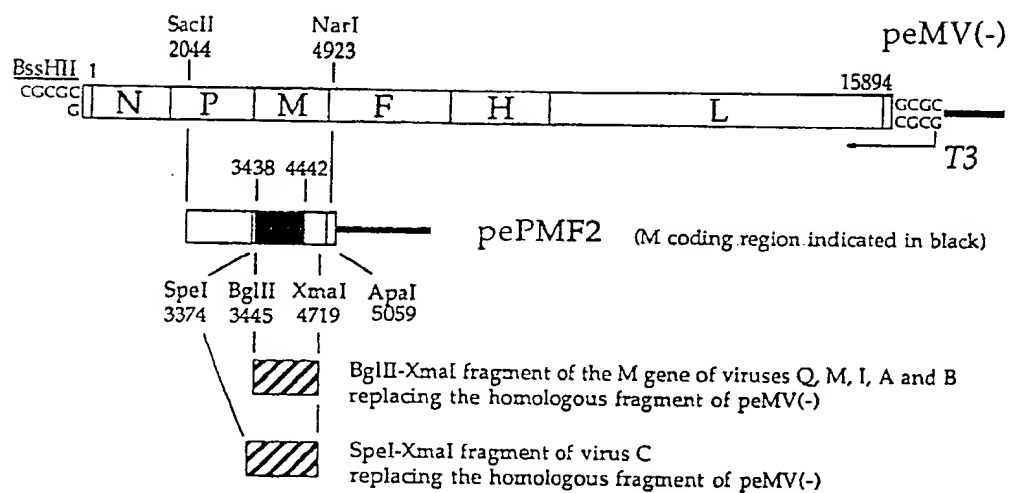 SacII NarI peMV(-)
2044 4923
BssHII 1 15894
CGCGC GCGC
G CGCG
N P M F H L
T3
3438 4442
pePMF2 (M coding region indicated in black)
SpeI BglII XmaI ApaI
3374 3445 4719 5059
BglII-XmaI fragment of the M gene of viruses Q, M, I, A and B
replacing the homologous fragment of peMV(-)
SpeI-XmaI fragment of virus C
replacing the homologous fragment of peMV(-)